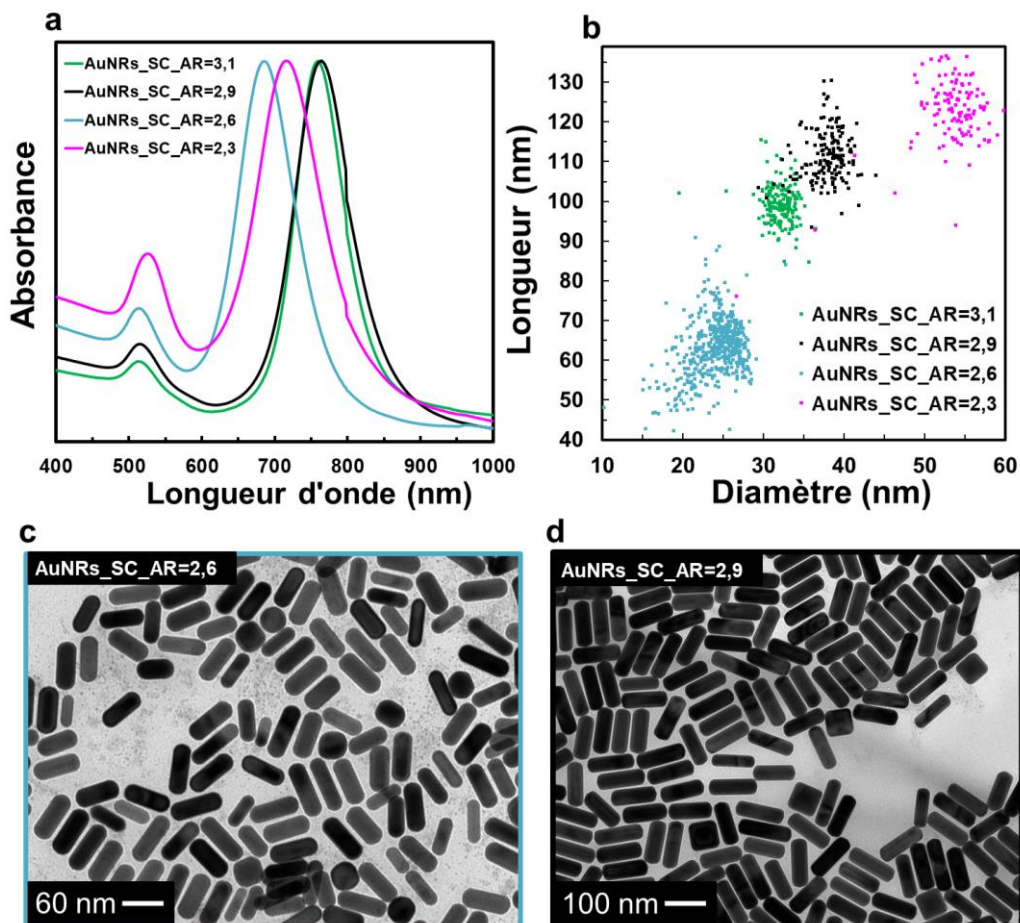 a
AuNRs_SC_AR=3,1
AuNRs_SC_AR=2,9
AuNRs_SC_AR=2,6
AuNRs_SC_AR=2,3
Absorbance
400 500 600 700 800 900 1000
Longueur d'onde (nm)
b
130
120
110
100
90
80
70
60
50
40
Longueur (nm)
AuNRs_SC_AR=3,1
AuNRs_SC_AR=2,9
AuNRs_SC_AR=2,6
AuNRs_SC_AR=2,3
10 20 30 40 50 60
Diamètre (nm)
c
AuNRs_SC_AR=2,6
60 nm
d
AuNRs_SC_AR=2,9
100 nm